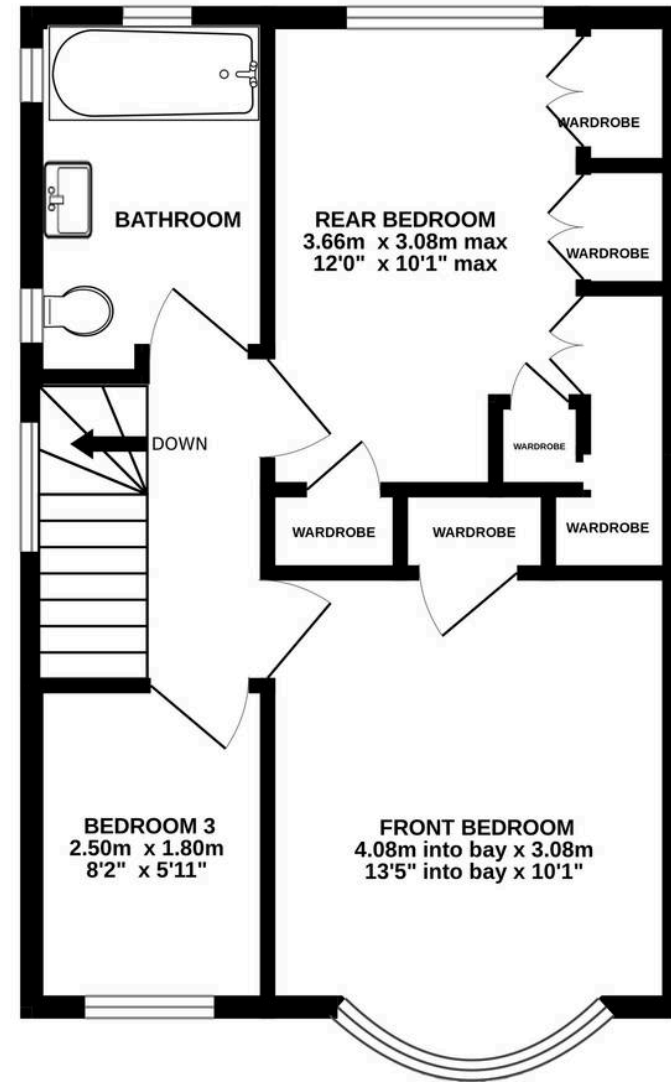 WARDROBE
BATHROOM
REAR BEDROOM
3.66m x 3.08m max
12'0" x 10'1" max
WARDROBE
DOWN
WARDROBE
WARDROBE
WARDROBE
WARDROBE
BEDROOM 3
2.50m x 1.80m
8'2" x 5'11"
FRONT BEDROOM
4.08m into bay x 3.08m
13'5" into bay x 10'1"